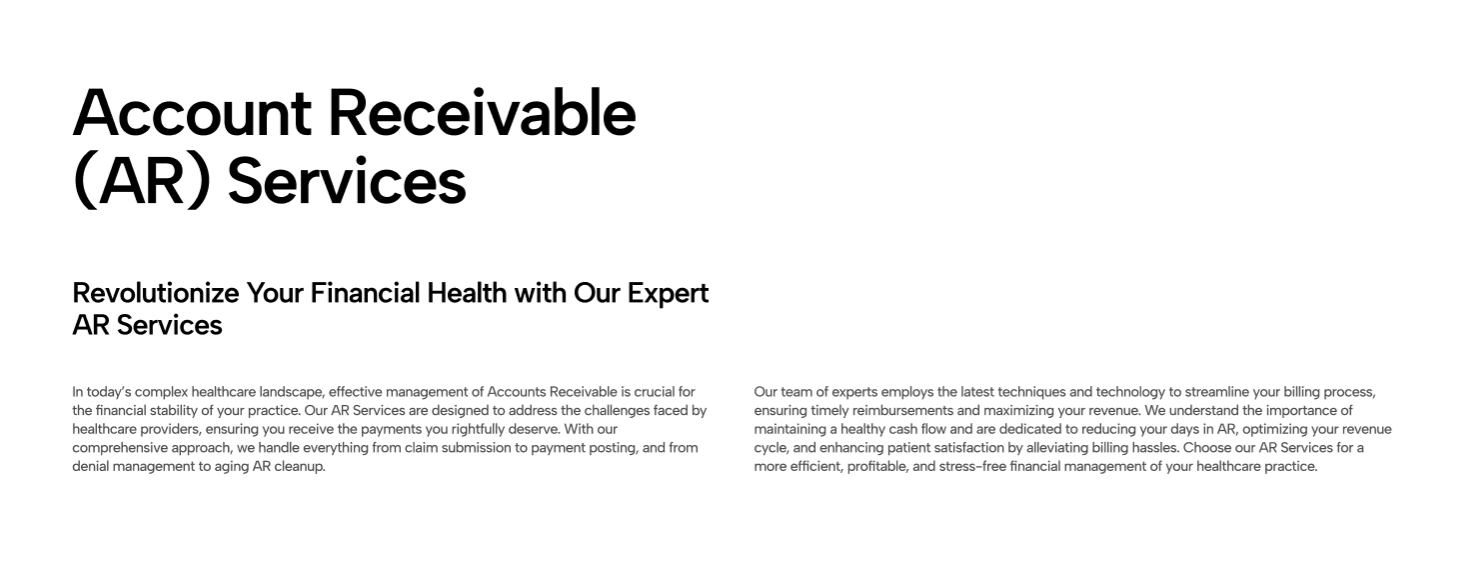 Account Receivable
(AR) Services
Revolutionize Your Financial Health with Our Expert
AR Services
In today's complex healthcare landscape, effective management of Accounts Receivable is crucial for
the financial stability of your practice. Our AR Services are designed to address the challenges faced by
healthcare providers, ensuring you receive the payments you rightfully deserve. With our
comprehensive approach, we handle everything from claim submission to payment posting, and from
denial management to aging AR cleanup.
Our team of experts employs the latest techniques and technology to streamline your billing process,
ensuring timely reimbursements and maximizing your revenue. We understand the importance of
maintaining a healthy cash flow and are dedicated to reducing your days in AR, optimizing your revenue
cycle, and enhancing patient satisfaction by alleviating billing hassles. Choose our AR Services for a
more efficient, profitable, and stress-free financial management of your healthcare practice.